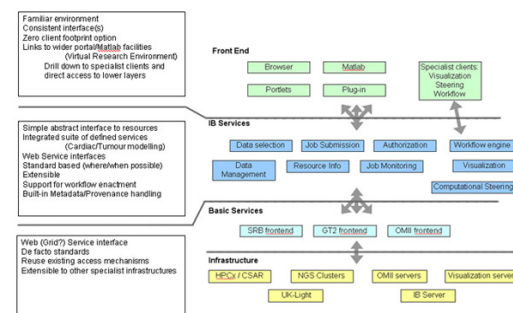 Familiar environment
Consistent interface(s)
Zero client footprint option
Links to wider portal/Matlab facilities
(Virtual Research Environment)
Drill down to specialist clients and
direct access to lower layers
Front End
Browser
Matlab
Specialist clients:
Visualization
Steering
Workflow
Portlets
Plug-in
IB Services
Simple abstract interface to resources
Integrated suite of defined services
(Cardiac/Tumour modelling)
Web Service interfaces
Standard based (where/when possible)
Extensible
Support for workflow enactment
Built-in Metadata/Provenance handling
Data selection
Job Submission
Authorization
Workflow engine
Data
Management
Resource Info
Job Monitoring
Visualization
Computational Steering
Basic Services
SRB frontend
GT2 frontend
OMII frontend
Web (Grid?) Service interface
De facto standards
Reuse existing access mechanisms
Extensible to other specialist infrastructures
Infrastructure
HPCx / CSAR
NGS Clusters
OMII servers
Visualization server
UK-Light
IB Server